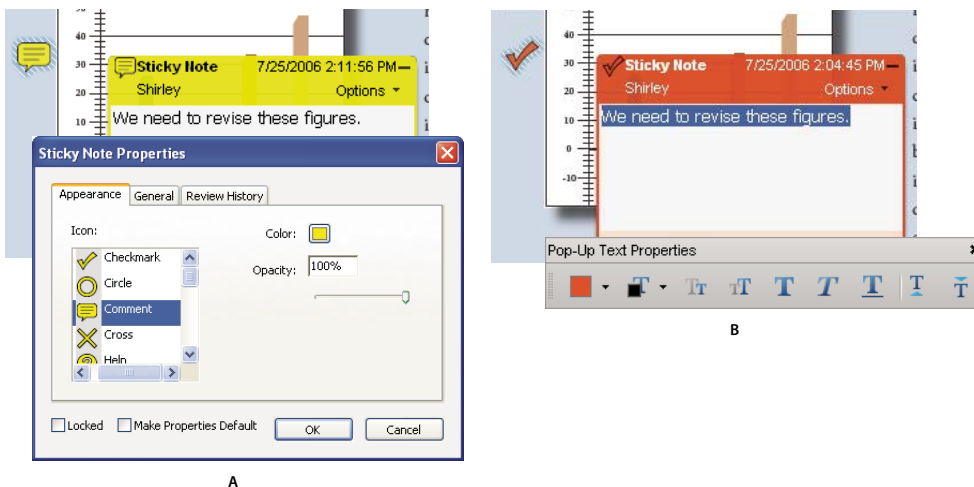 40
30
20
10
Sticky Note 7/25/2006 2:11:56 PM
Shirley Options
We need to revise these figures.
Sticky Note Properties
Appearance General Review History
Icon:
Checkmark
Circle
Comment
Cross
Help
Color:
Opacity: 100%
Locked Make Properties Default OK Cancel
A
40
30
20
10
0
-10
Sticky Note 7/25/2006 2:04:45 PM
Shirley Options
We need to revise these figures.
Pop-Up Text Properties
T TT TT T T T T T
B